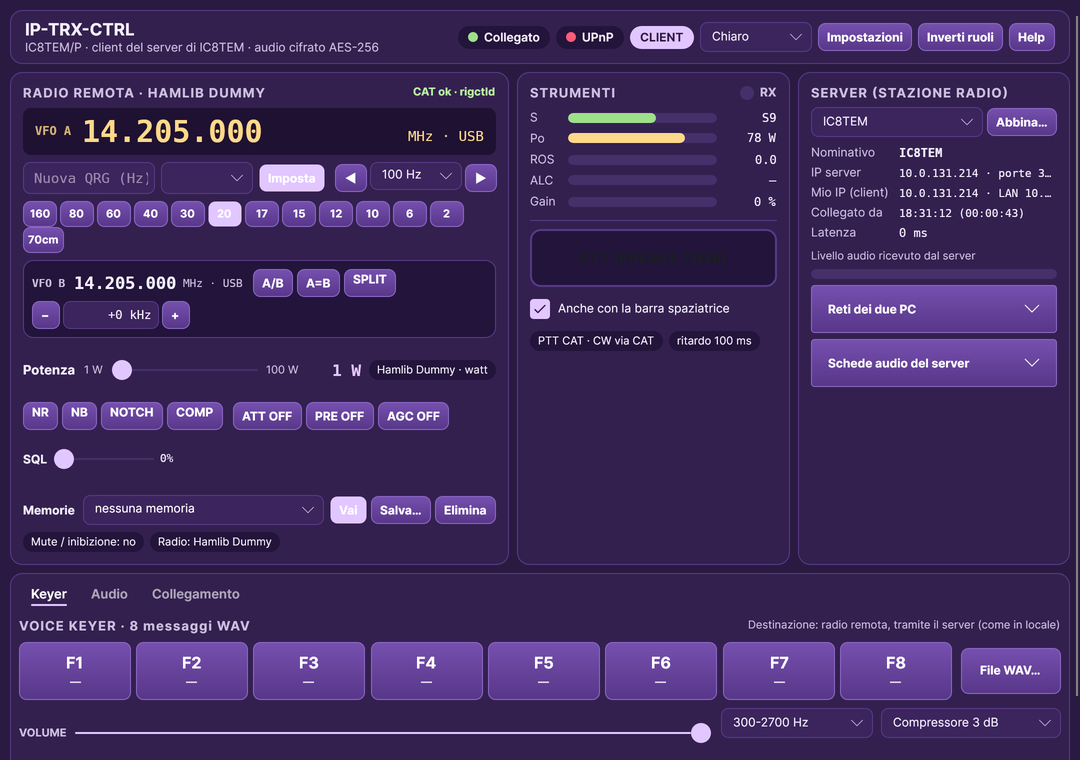 IP-TRX-CTRL
IC8TEM/P · client del server di IC8TEM · audio cifrato AES-256
Collegato
UPnP
CLIENT
Chiaro
Impostazioni
Inverti ruoli
Help
RADIO REMOTA · HAMLIB DUMMY
CAT ok · rigctld
VFO A 14.205.000 MHz · USB
Nuova QRG (Hz)
Imposta
◀
100 Hz
▶
160 80 60 40 30 20 17 15 12 10 6 2
70cm
VFO B 14.205.000 MHz · USB
A/B
A=B
SPLIT
– +0 kHz +
Potenza 1 W 100 W 1 W Hamlib Dummy · watt
NR NB NOTCH COMP ATT OFF PRE OFF AGC OFF
SQL 0%
Memorie nessuna memoria Vai Salva… Elimina
Mute / inibizione: no Radio: Hamlib Dummy
STRUMENTI RX
S S9
Po 78 W
ROS 0.0
ALC —
Gain 0 %
Anche con la barra spaziatrice
PTT CAT · CW via CAT ritardo 100 ms
SERVER (STAZIONE RADIO)
IC8TEM Abbina…
Nominativo IC8TEM
IP server 10.0.131.214 · porte 3…
Mio IP (client) 10.0.131.214 · LAN 10.…
Collegato da 18:31:12 (00:00:43)
Latenza 0 ms
Livello audio ricevuto dal server
Reti dei due PC
Schede audio del server
Keyer Audio Collegamento
VOICE KEYER · 8 messaggi WAV
Destinazione: radio remota, tramite il server (come in locale)
F1 F2 F3 F4 F5 F6 F7 F8
— — — — — — — —
File WAV…
VOLUME
300-2700 Hz
Compressore 3 dB